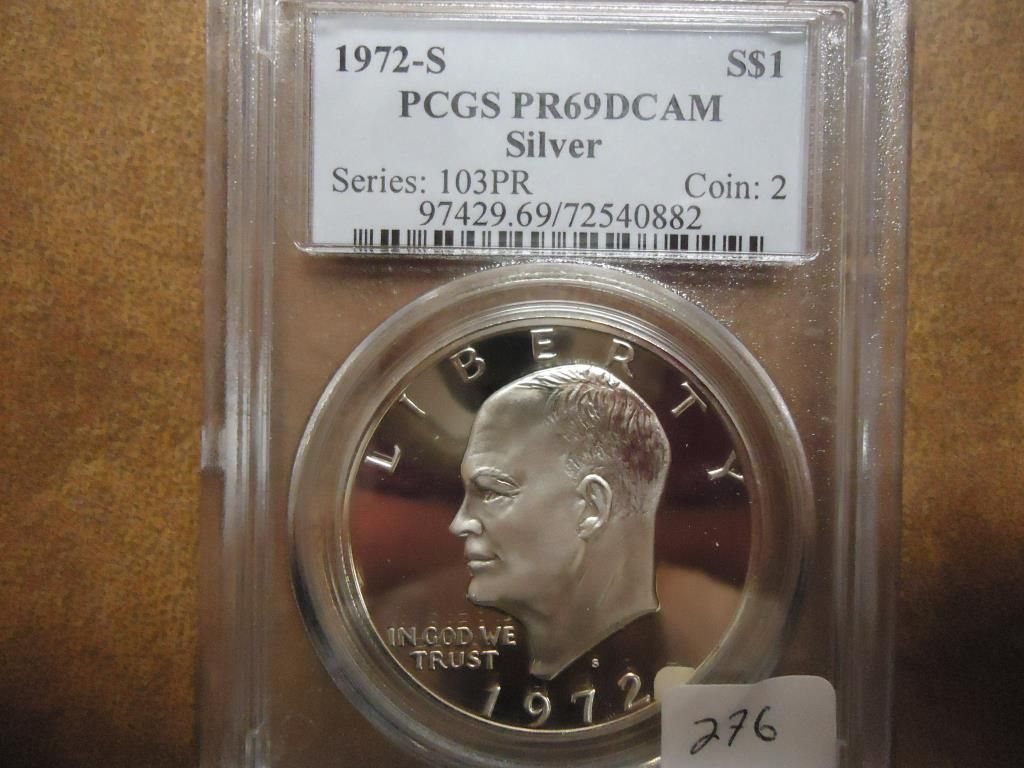 1972-S S$1
PCGS PR69DCAM
Silver
Series: 103PR Coin: 2
97429.69/72540882
LIBERTY
IN GOD WE
TRUST
S
1972
276